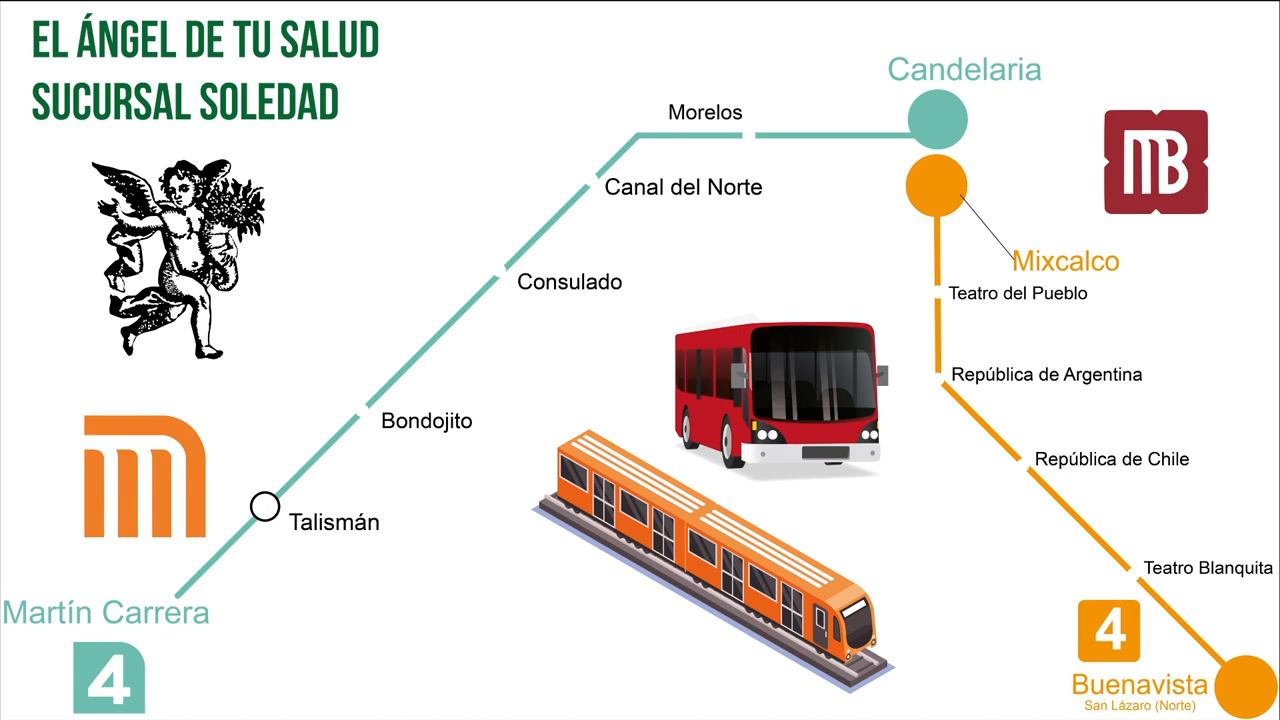 EL ÁNGEL DE TU SALUD
SUCURSAL SOLEDAD
Candelaria
Morelos
MB
Canal del Norte
Mixcalco
Consulado
Teatro del Pueblo
República de Argentina
Bondojito
República de Chile
Talismán
Teatro Blanquita
Martín Carrera
4
4
Buenavista
San Lázaro (Norte)